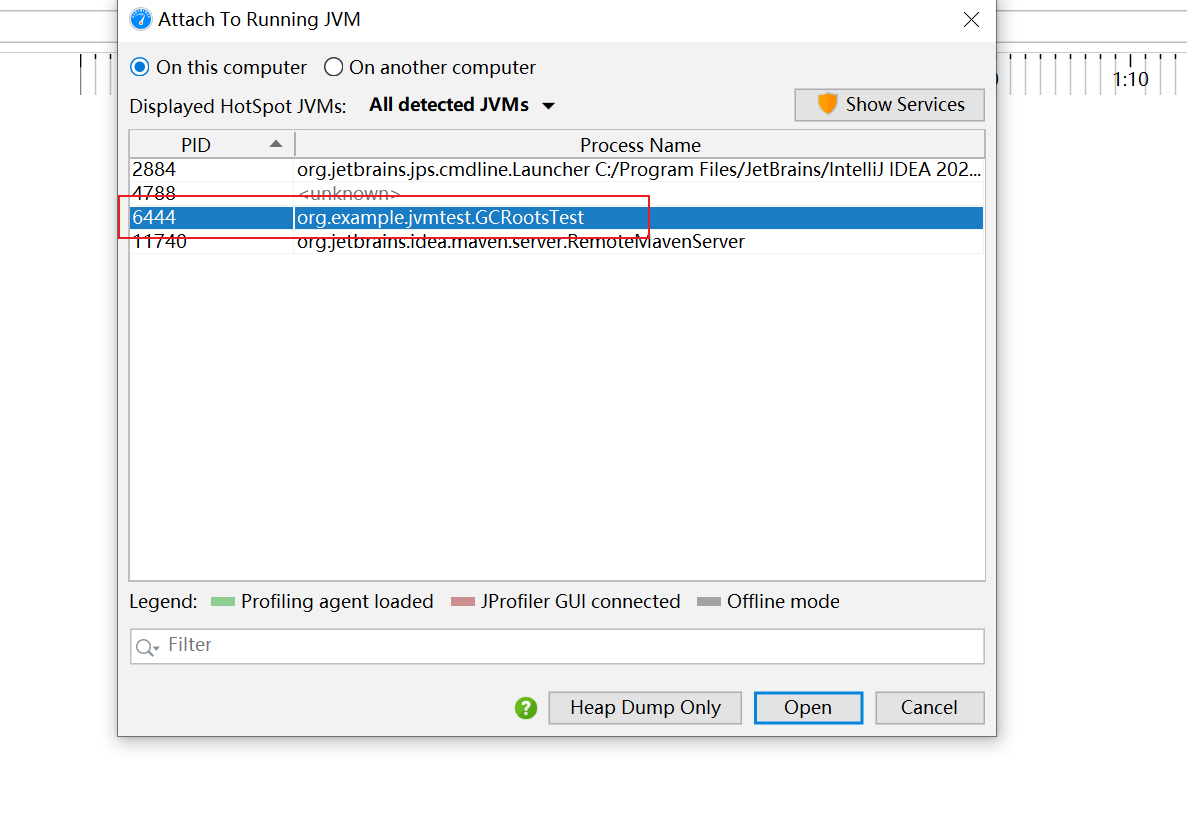 Attach To Running JVM
On this computer On another computer
1:10
Displayed HotSpot JVMs: All detected JVMs Show Services
PID Process Name
2884 org.jetbrains.jps.cmdline.Launcher C:/Program Files/JetBrains/IntelliJ IDEA 202...
4788 <unknown>
6444 org.example.jvmtest.GCRootsTest
11740 org.jetbrains.idea.maven.server.RemoteMavenServer
Legend: Profiling agent loaded JProfiler GUI connected Offline mode
Filter
? Heap Dump Only Open Cancel